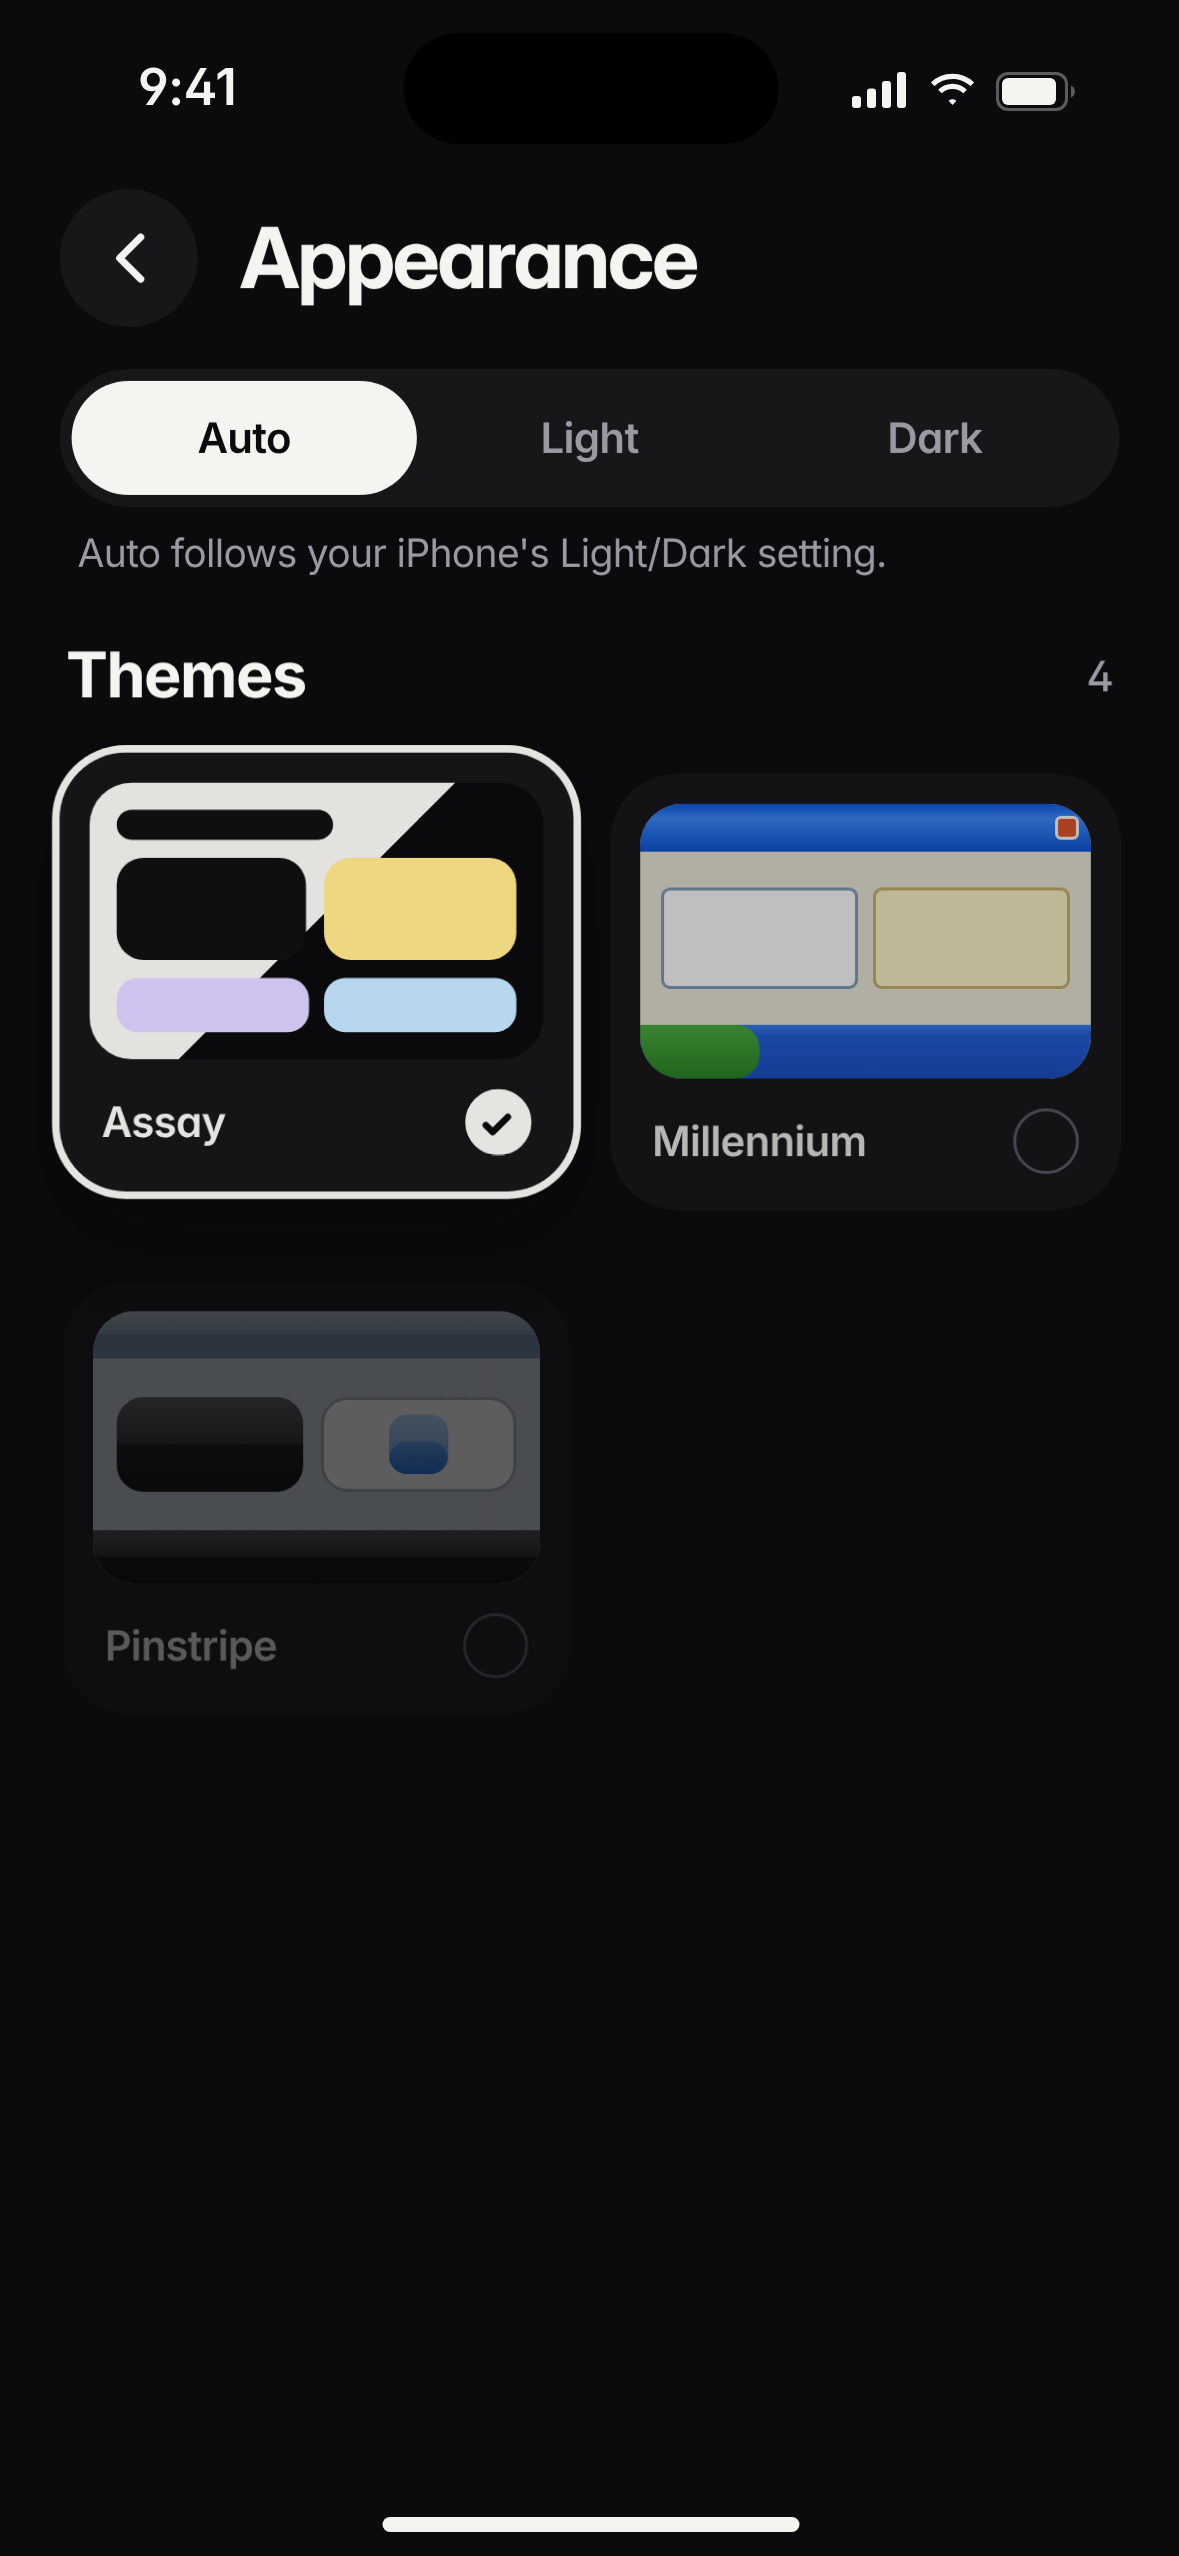 9:41
Appearance
Auto
Light
Dark
Auto follows your iPhone's Light/Dark setting.
Themes
4
Assay
Millennium
Pinstripe